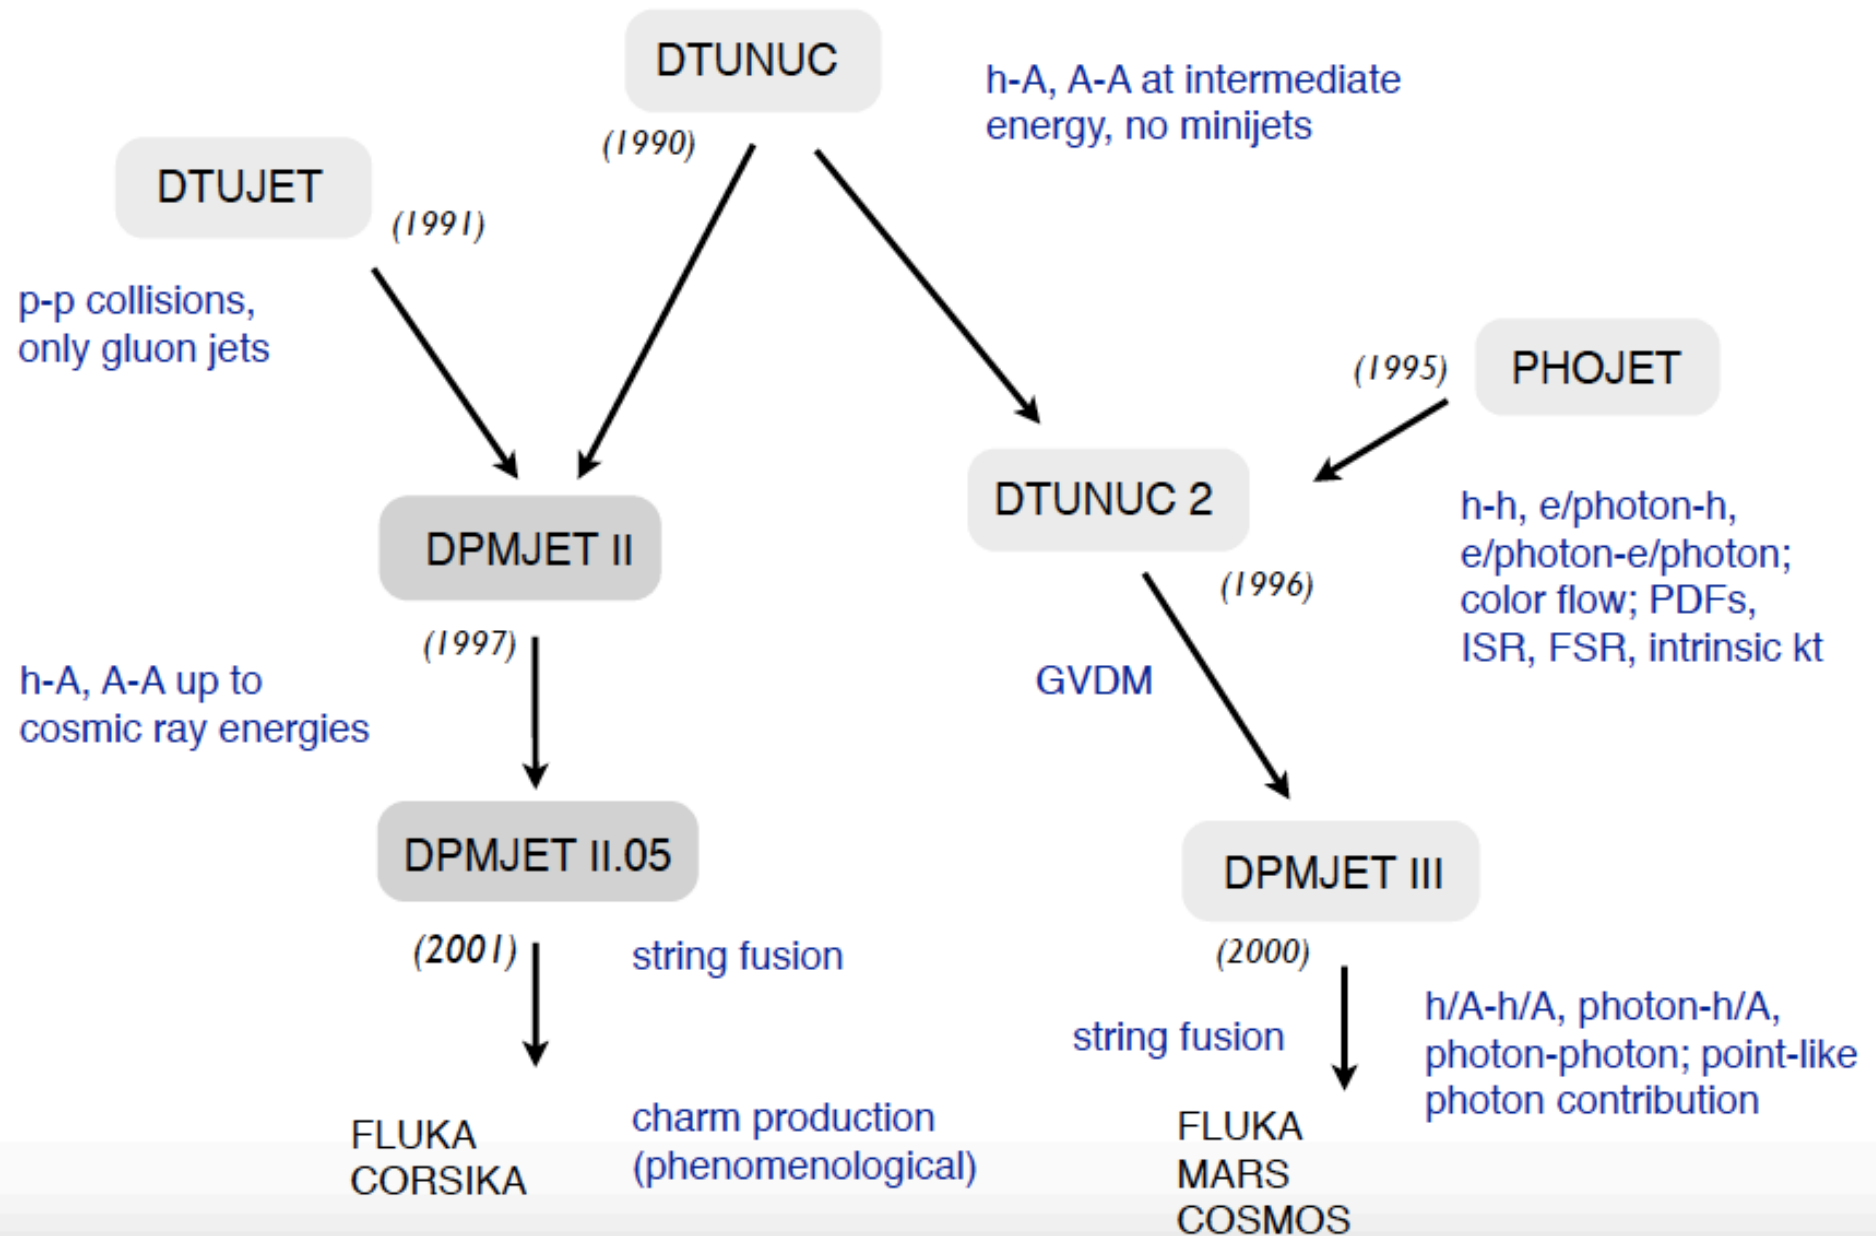 DTUNUC
(1990)
h-A, A-A at intermediate
energy, no minijets
DTUJET
(1991)
p-p collisions,
only gluon jets
(1995)
PHOJET
h-h, e/photon-h,
e/photon-e/photon;
color flow; PDFs,
ISR, FSR, intrinsic kt
DTUNUC 2
(1996)
GVDM
DPMJET II
(1997)
h-A, A-A up to
cosmic ray energies
DPMJET II.05
(2001)
string fusion
charm production
(phenomenological)
FLUKA
CORSIKA
DPMJET III
(2000)
string fusion
h/A-h/A, photon-h/A,
photon-photon; point-like
photon contribution
FLUKA
MARS
COSMOS